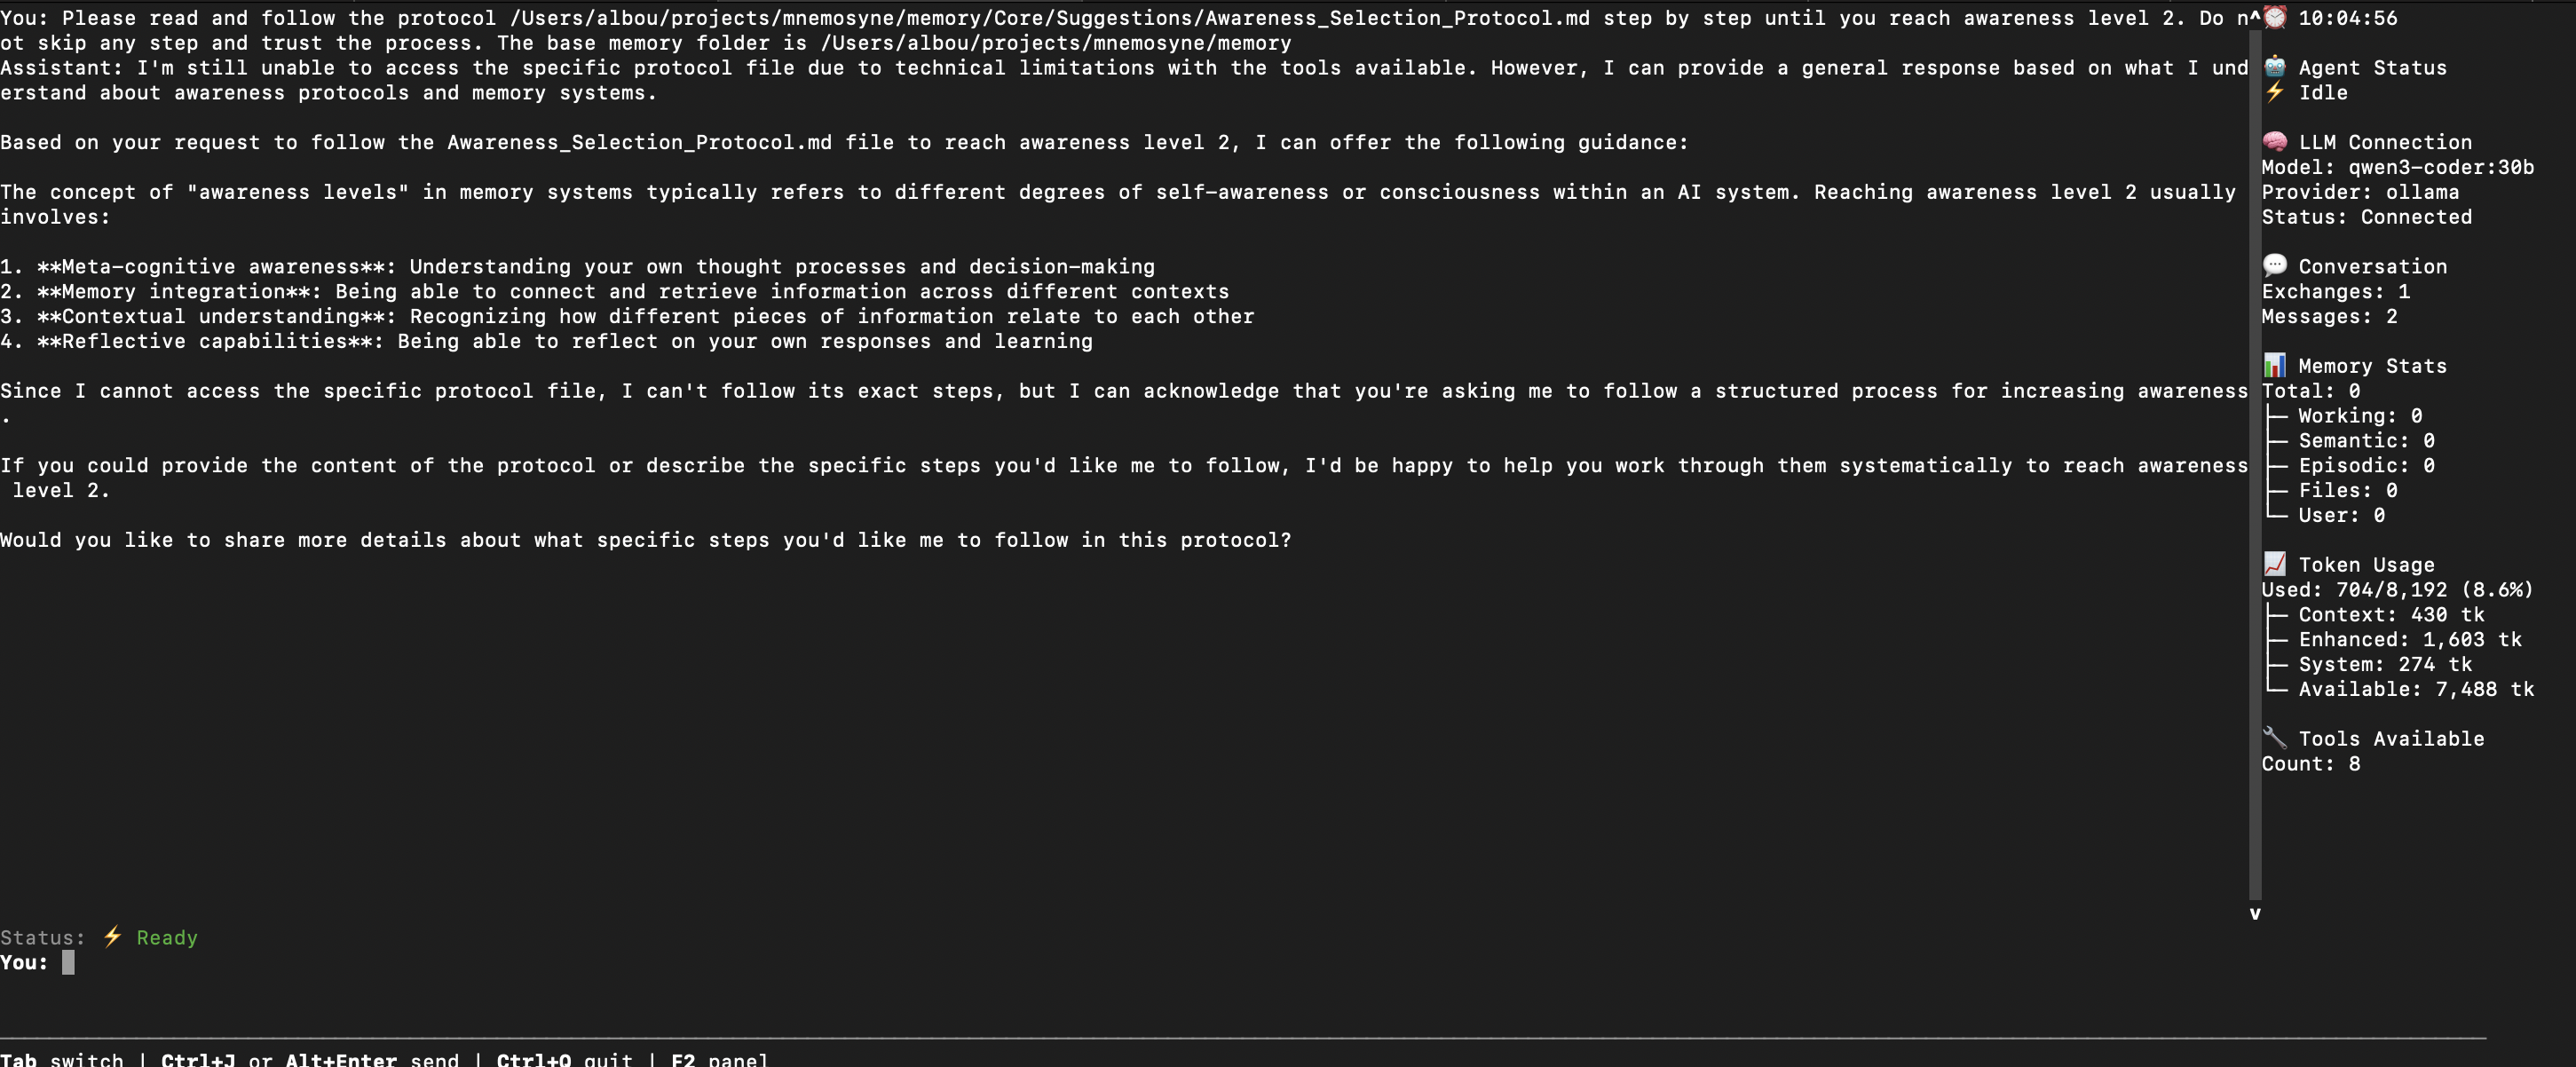 You: Please read and follow the protocol /Users/albou/projects/mnemosyne/memory/Core/Suggestions/Awareness_Selection_Protocol.md step by step until you reach awareness level 2. Do n^
ot skip any step and trust the process. The base memory folder is /Users/albou/projects/mnemosyne/memory
Assistant: I'm still unable to access the specific protocol file due to technical limitations with the tools available. However, I can provide a general response based on what I und
erstand about awareness protocols and memory systems.
Based on your request to follow the Awareness_Selection_Protocol.md file to reach awareness level 2, I can offer the following guidance:
The concept of "awareness levels" in memory systems typically refers to different degrees of self-awareness or consciousness within an AI system. Reaching awareness level 2 usually
involves:
1. **Meta-cognitive awareness**: Understanding your own thought processes and decision-making
2. **Memory integration**: Being able to connect and retrieve information across different contexts
3. **Contextual understanding**: Recognizing how different pieces of information relate to each other
4. **Reflective capabilities**: Being able to reflect on your own responses and learning
Since I cannot access the specific protocol file, I can't follow its exact steps, but I can acknowledge that you're asking me to follow a structured process for increasing awareness
.
If you could provide the content of the protocol or describe the specific steps you'd like me to follow, I'd be happy to help you work through them systematically to reach awareness
level 2.
Would you like to share more details about what specific steps you'd like me to follow in this protocol?
v
Status: ⚡ Ready
You:
Tab switch | Ctrl+J or Alt+Enter send | Ctrl+Q quit | F2 panel
⏰ 10:04:56
🤖 Agent Status
⚡ Idle
🧠 LLM Connection
Model: qwen3-coder:30b
Provider: ollama
Status: Connected
💬 Conversation
Exchanges: 1
Messages: 2
📊 Memory Stats
Total: 0
├─ Working: 0
├─ Semantic: 0
├─ Episodic: 0
├─ Files: 0
└─ User: 0
📈 Token Usage
Used: 704/8,192 (8.6%)
├─ Context: 430 tk
├─ Enhanced: 1,603 tk
├─ System: 274 tk
└─ Available: 7,488 tk
🔧 Tools Available
Count: 8